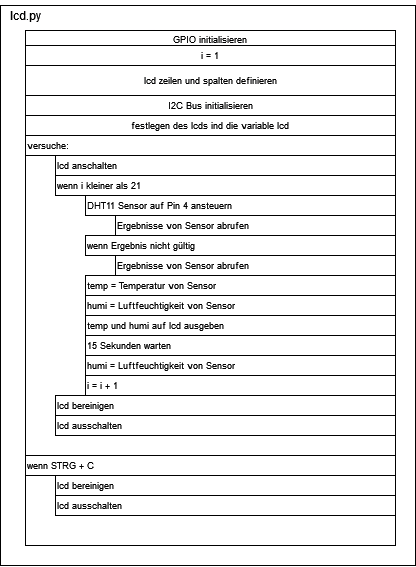 lcd.py
GPIO initialisieren
i = 1
lcd zeilen und spalten definieren
I2C Bus initialisieren
festlegen des lcds ind die variable lcd
versuche:
lcd anschalten
wenn i kleiner als 21
DHT11 Sensor auf Pin 4 ansteuern
Ergebnisse von Sensor abrufen
wenn Ergebnis nicht gültig
Ergebnisse von Sensor abrufen
temp = Temperatur von Sensor
humi = Luftfeuchtigkeit von Sensor
temp und humi auf lcd ausgeben
15 Sekunden warten
humi = Luftfeuchtigkeit von Sensor
i = i + 1
lcd bereinigen
lcd ausschalten
wenn STRG + C
lcd bereinigen
lcd ausschalten